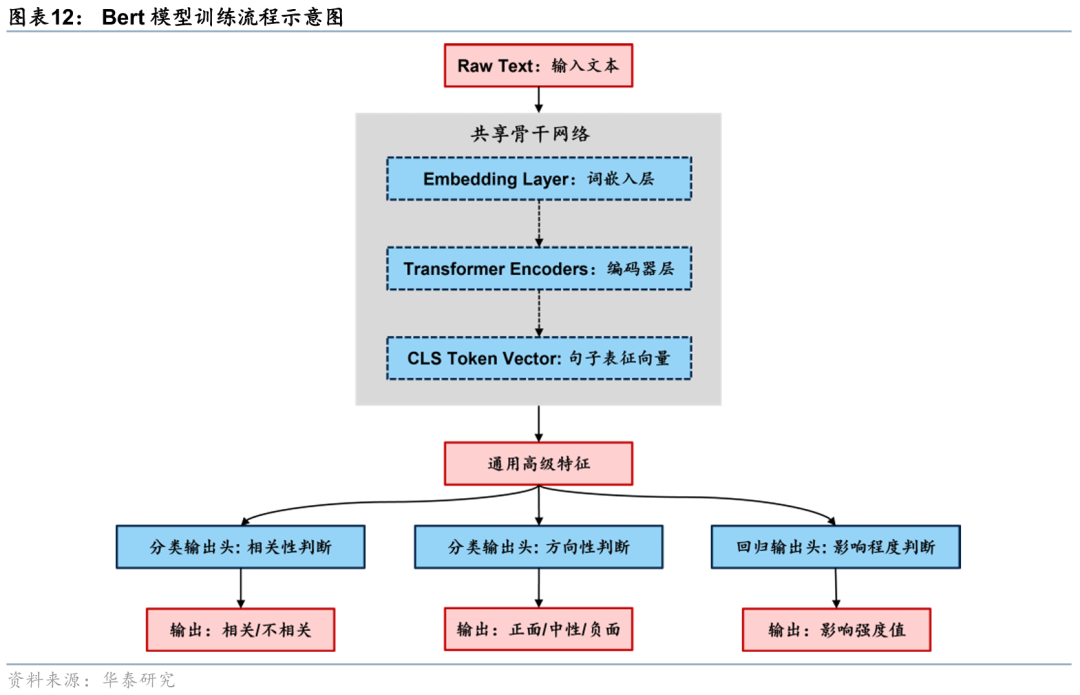 图表12： Bert 模型训练流程示意图
Raw Text：输入文本
共享骨干网络
Embedding Layer：词嵌入层
Transformer Encoders：编码器层
CLS Token Vector: 句子表征向量
通用高级特征
分类输出头: 相关性判断
分类输出头: 方向性判断
回归输出头: 影响程度判断
输出：相关/不相关
输出：正面/中性/负面
输出：影响强度值
资料来源：华泰研究